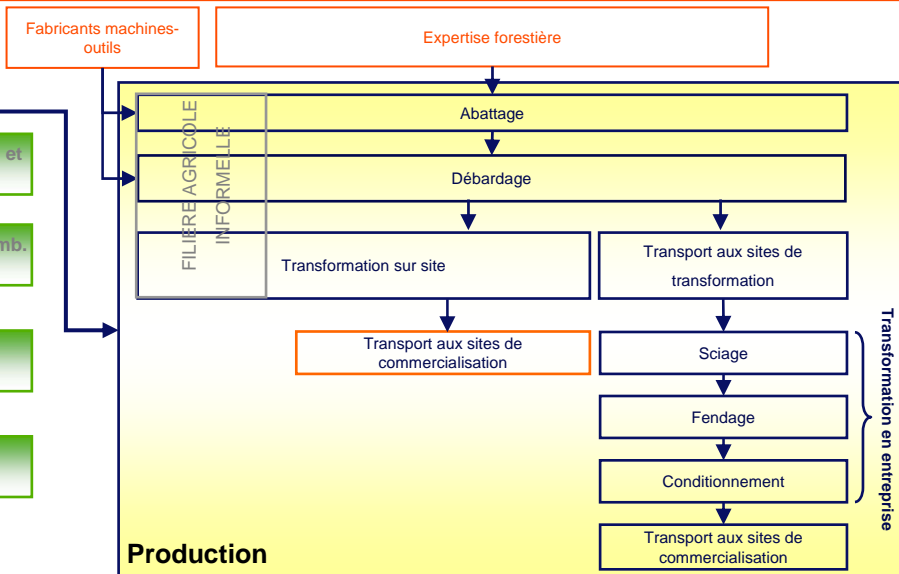 Fabricants machines-
outils
Expertise forestière
et
mb.
FILIERE AGRICOLE
INFORMELLE
Abattage
Débardage
Transformation sur site
Transport aux sites de
transformation
Transport aux sites de
commercialisation
Sciage
Fendage
Conditionnement
Transformation en entreprise
Transport aux sites de
commercialisation
Production